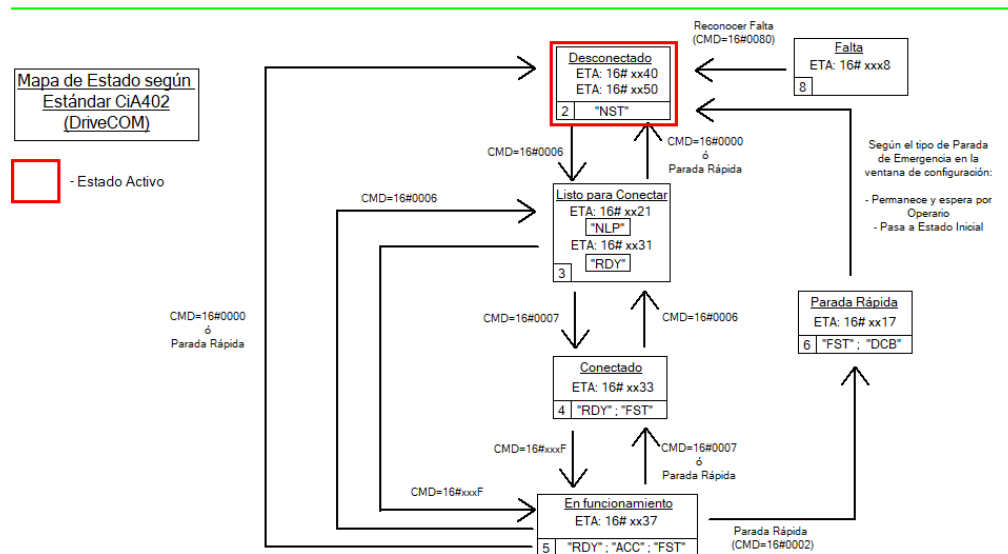 Mapa de Estado según
Estándar CiA402
(DriveCOM)
- Estado Activo
Desconectado
ETA: 16# xx40
ETA: 16# xx50
2
"NST"
Reconocer Falta
(CMD=16#0080)
Falta
ETA: 16# xxx8
8
CMD=16#0006
CMD=16#0000
ó
Parada Rápida
Según el tipo de Parada
de Emergencia en la
ventana de configuración:
- Permanece y espera por
Operario
- Pasa a Estado Inicial
CMD=16#0006
Listo para Conectar
ETA: 16# xx21
"NLP"
ETA: 16# xx31
"RDY"
3
CMD=16#0000
ó
Parada Rápida
CMD=16#0007
CMD=16#0006
Parada Rápida
ETA: 16# xx17
6
"FST" ; "DCB"
Conectado
ETA: 16# xx33
4
"RDY" ; "FST"
CMD=16#xxxF
CMD=16#0007
ó
Parada Rápida
CMD=16#xxxF
En funcionamiento
ETA: 16# xx37
5
"RDY" ; "ACC" ; "FST"
Parada Rápida
(CMD=16#0002)